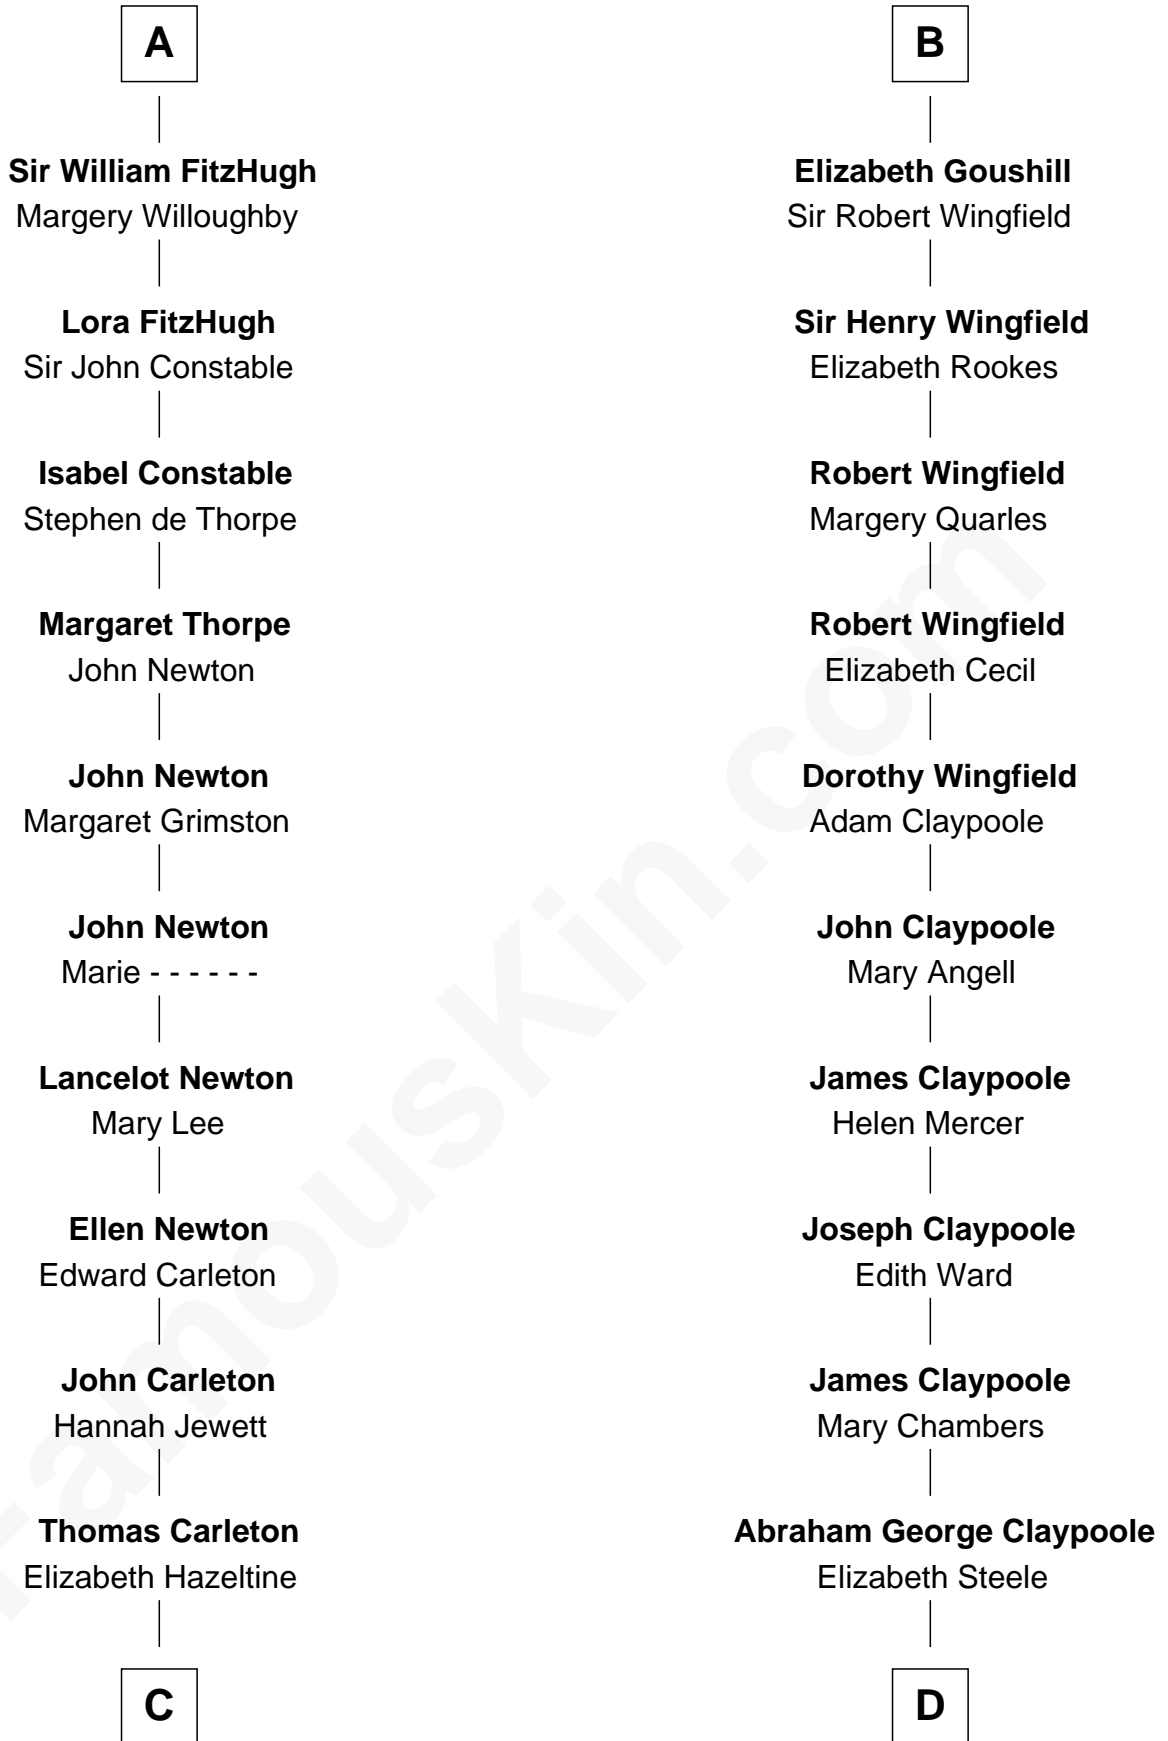 A
Sir William FitzHugh
Margery Willoughby
Lora FitzHugh
Sir John Constable
Isabel Constable
Stephen de Thorpe
Margaret Thorpe
John Newton
John Newton
Margaret Grimston
John Newton
Marie - - - - - -
Lancelot Newton
Mary Lee
Ellen Newton
Edward Carleton
John Carleton
Hannah Jewett
Thomas Carleton
Elizabeth Hazeltine
C
B
Elizabeth Goushill
Sir Robert Wingfield
Sir Henry Wingfield
Elizabeth Rookes
Robert Wingfield
Margery Quarles
Robert Wingfield
Elizabeth Cecil
Dorothy Wingfield
Adam Claypoole
John Claypoole
Mary Angell
James Claypoole
Helen Mercer
Joseph Claypoole
Edith Ward
James Claypoole
Mary Chambers
Abraham George Claypoole
Elizabeth Steele
D
FamousKin.com